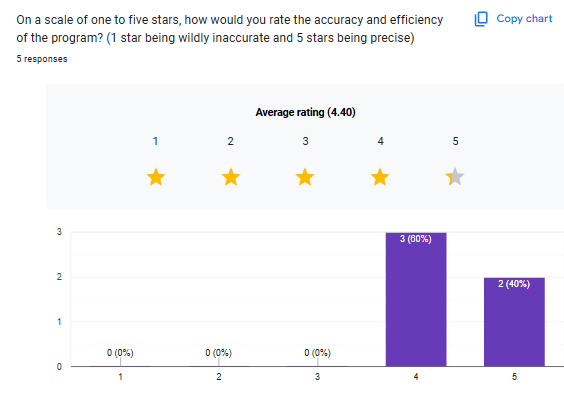 On a scale of one to five stars, how would you rate the accuracy and efficiency
of the program? (1 star being wildly inaccurate and 5 stars being precise)
Copy chart
5 responses
Average rating (4.40)
1 2 3 4 5
3
3 (60%)
2
2 (40%)
1
0 (0%) 0 (0%) 0 (0%)
0
1 2 3 4 5